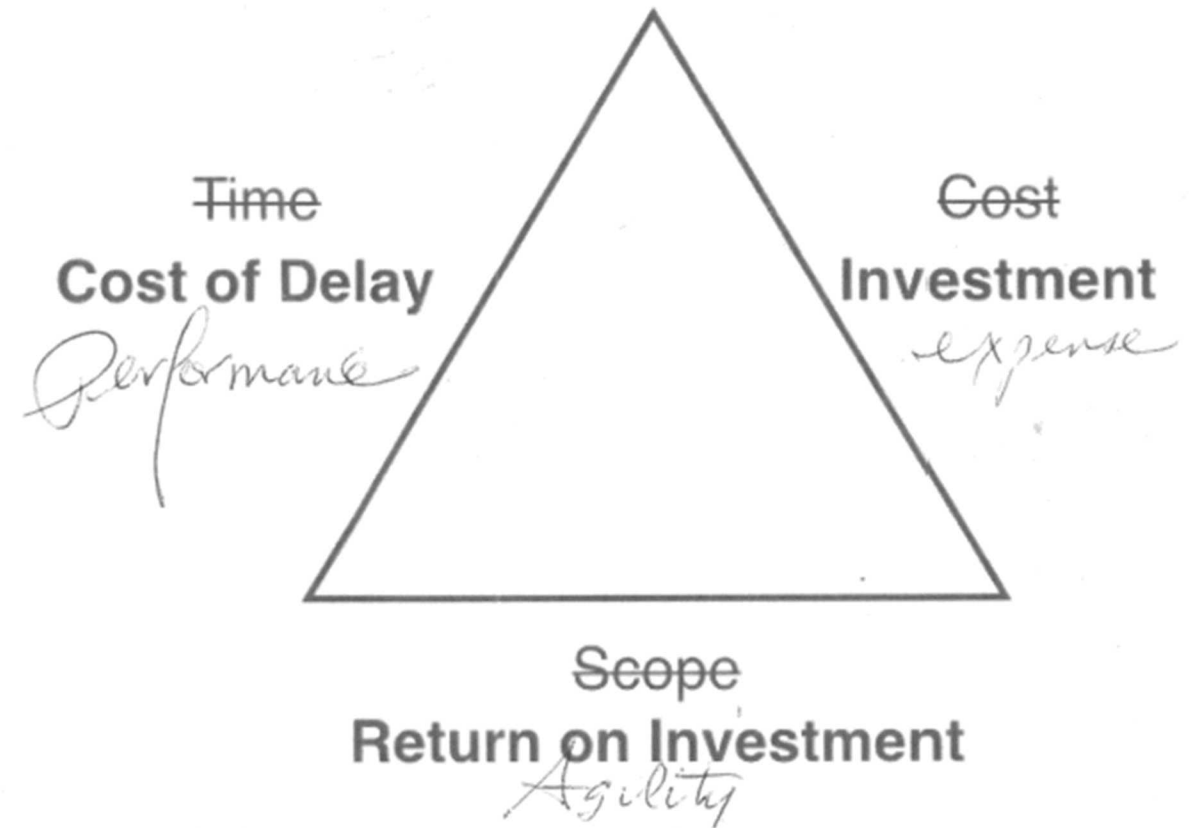 Time
Cost
Cost of Delay
Investment
Performance
expense
Scope
Return on Investment
Agility